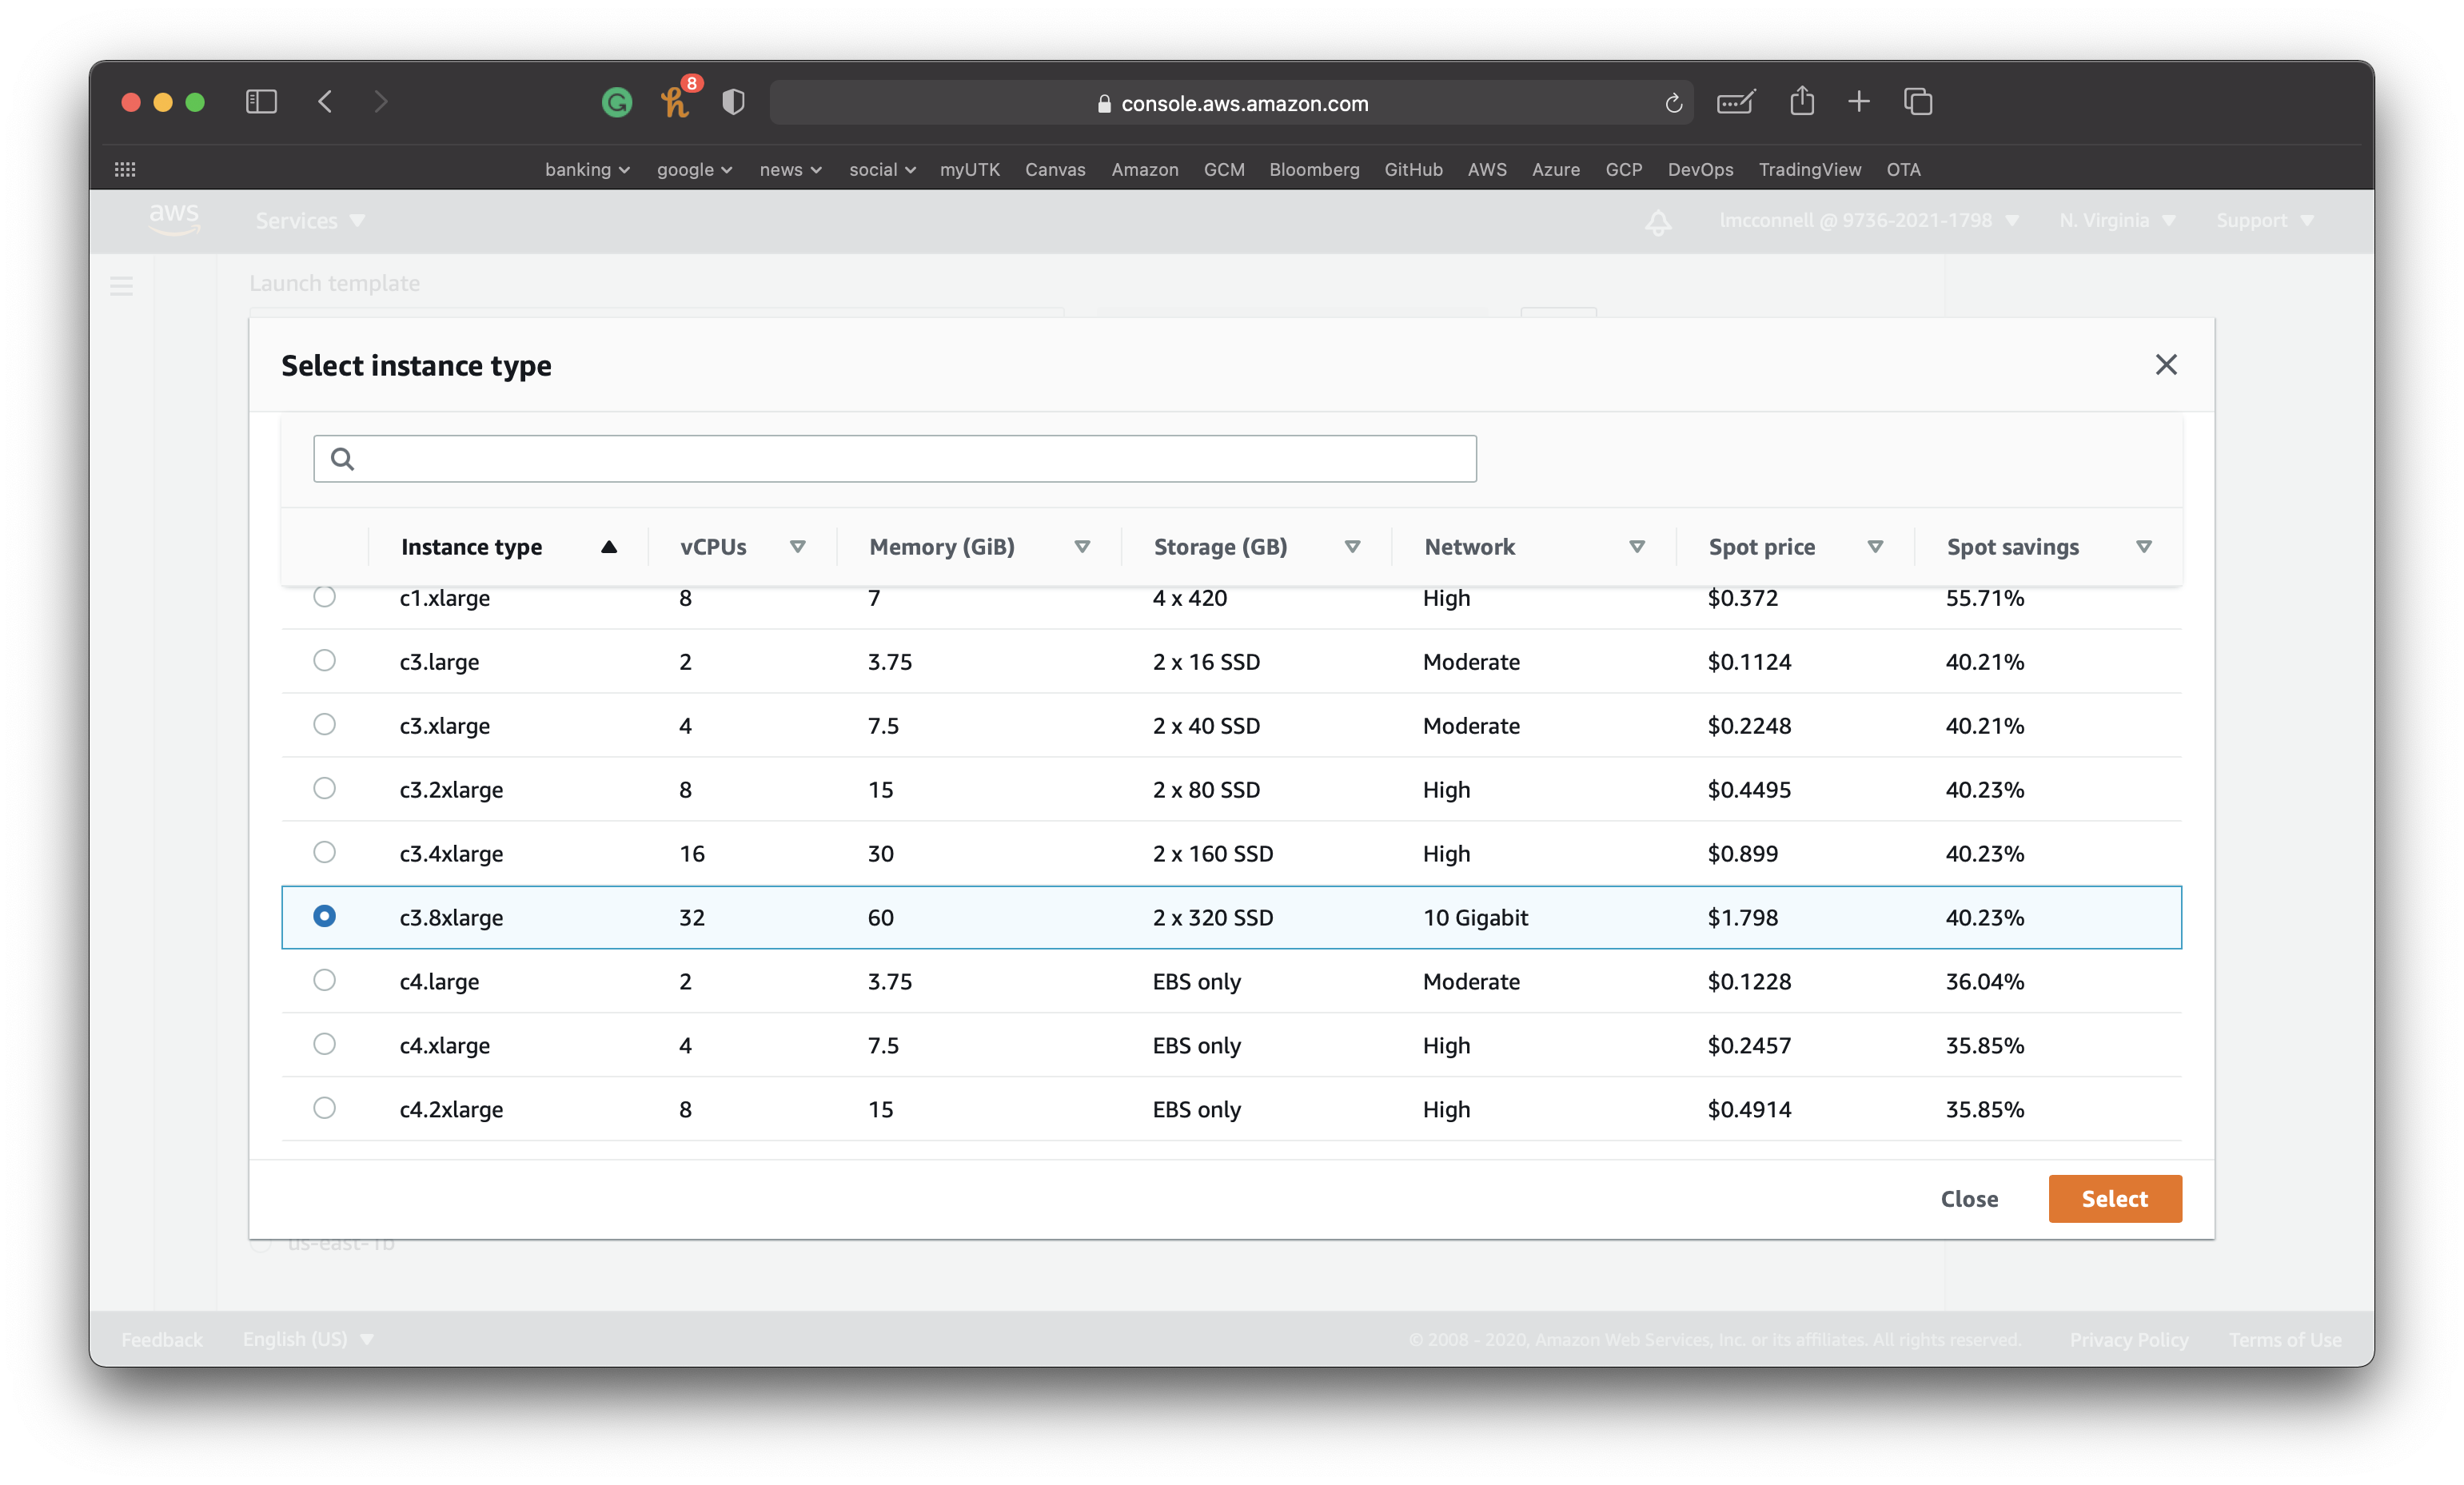 8
console.aws.amazon.com
banking google news social myUTK Canvas Amazon GCM Bloomberg GitHub AWS Azure GCP DevOps TradingView OTA
aws Services lmcconnell @ 9736-2021-1798 N. Virginia Support
Launch template
Select instance type
Instance type vCPUs Memory (GiB) Storage (GB) Network Spot price Spot savings
c1.xlarge 8 7 4 x 420 High $0.372 55.71%
c3.large 2 3.75 2 x 16 SSD Moderate $0.1124 40.21%
c3.xlarge 4 7.5 2 x 40 SSD Moderate $0.2248 40.21%
c3.2xlarge 8 15 2 x 80 SSD High $0.4495 40.23%
c3.4xlarge 16 30 2 x 160 SSD High $0.899 40.23%
c3.8xlarge 32 60 2 x 320 SSD 10 Gigabit $1.798 40.23%
c4.large 2 3.75 EBS only Moderate $0.1228 36.04%
c4.xlarge 4 7.5 EBS only High $0.2457 35.85%
c4.2xlarge 8 15 EBS only High $0.4914 35.85%
Close Select
us-east-1b
Feedback English (US) © 2008 - 2020, Amazon Web Services, Inc. or its affiliates. All rights reserved. Privacy Policy Terms of Use